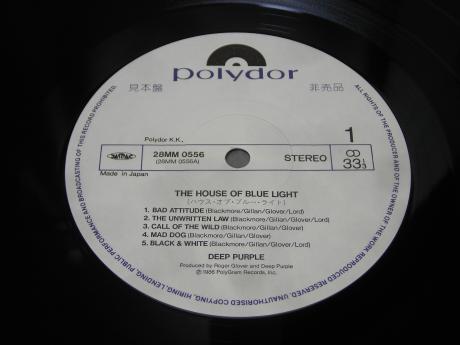 polydor
見本盤 非売品
Polydor K.K.
1
28MM 0556
(28MM 0556A)
STEREO
33⅓
Made in Japan
THE HOUSE OF BLUE LIGHT
(ハウス・オブ・ブルー・ライト)
1. BAD ATTITUDE (Blackmore/Gillan/Glover/Lord)
2. THE UNWRITTEN LAW (Blackmore/Gillan/Glover/Lord)
3. CALL OF THE WILD (Blackmore/Gillan/Glover/Lord)
4. MAD DOG (Blackmore/Gillan/Glover)
5. BLACK & WHITE (Blackmore/Gillan/Glover/Lord)
DEEP PURPLE
Produced by Roger Glover and Deep Purple
℗ 1986 PolyGram Records, Inc.
ALL RIGHTS OF THE PRODUCER AND OF THE OWNER OF THE WORK REPRODUCED RESERVED. UNAUTHORISED COPYING, HIRING, LENDING, PUBLIC PERFORMANCE AND BROADCASTING OF THIS RECORD PROHIBITED.